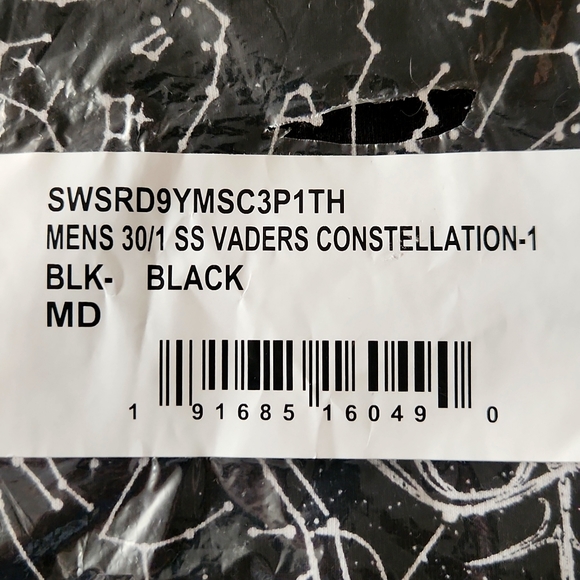 SWSRD9YMSC3P1TH
MENS 30/1 SS VADERS CONSTELLATION-1
BLK- BLACK
MD
1 91685 16049 0